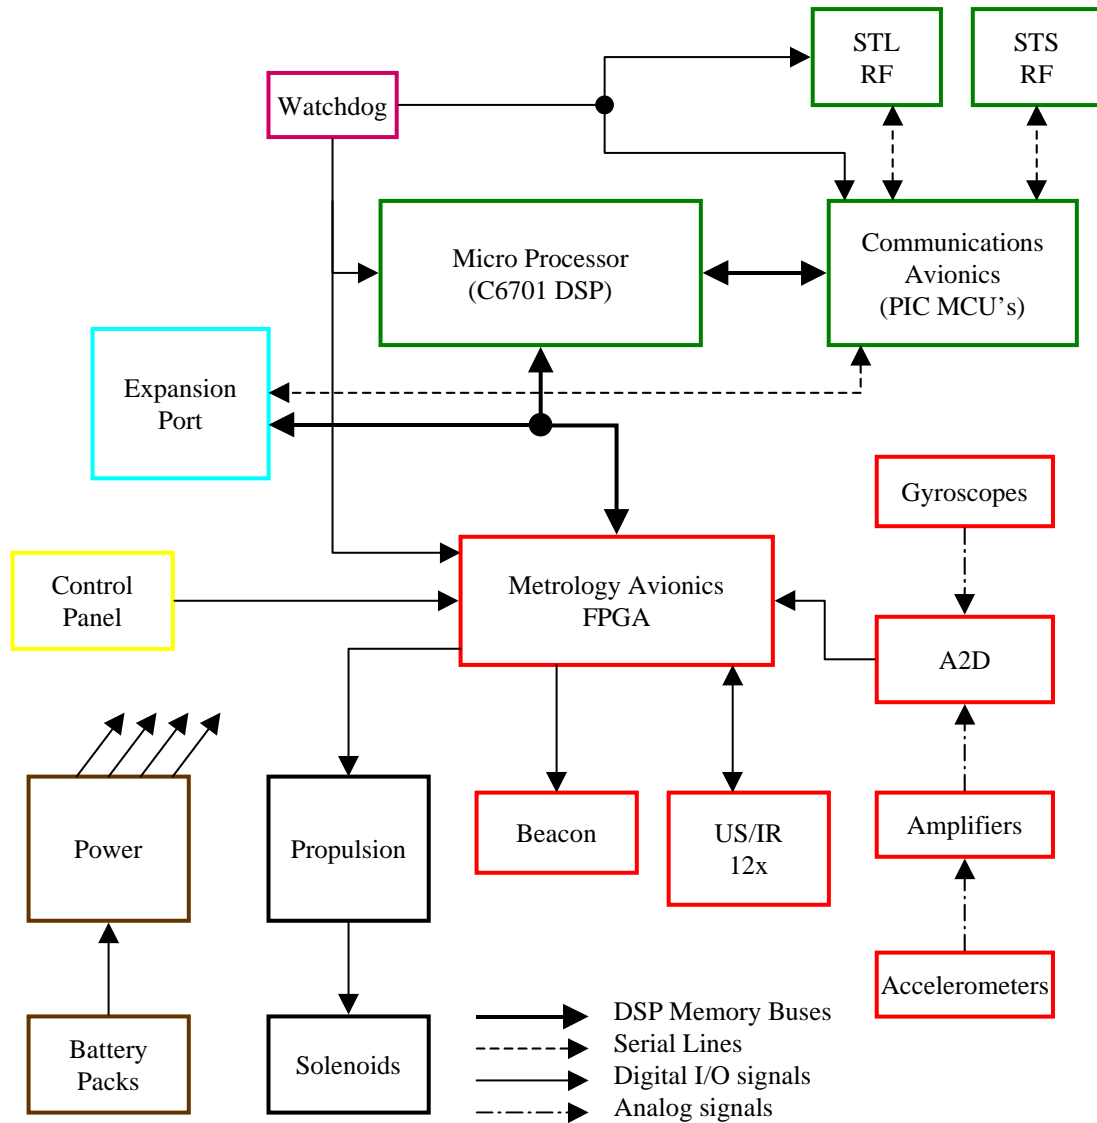 STL
RF
STS
RF
Watchdog
Micro Processor
(C6701 DSP)
Communications
Avionics
(PIC MCU's)
Expansion
Port
Gyroscopes
Control
Panel
Metrology Avionics
FPGA
A2D
Power
Propulsion
Beacon
US/IR
12x
Amplifiers
Accelerometers
Battery
Packs
Solenoids
DSP Memory Buses
Serial Lines
Digital I/O signals
Analog signals